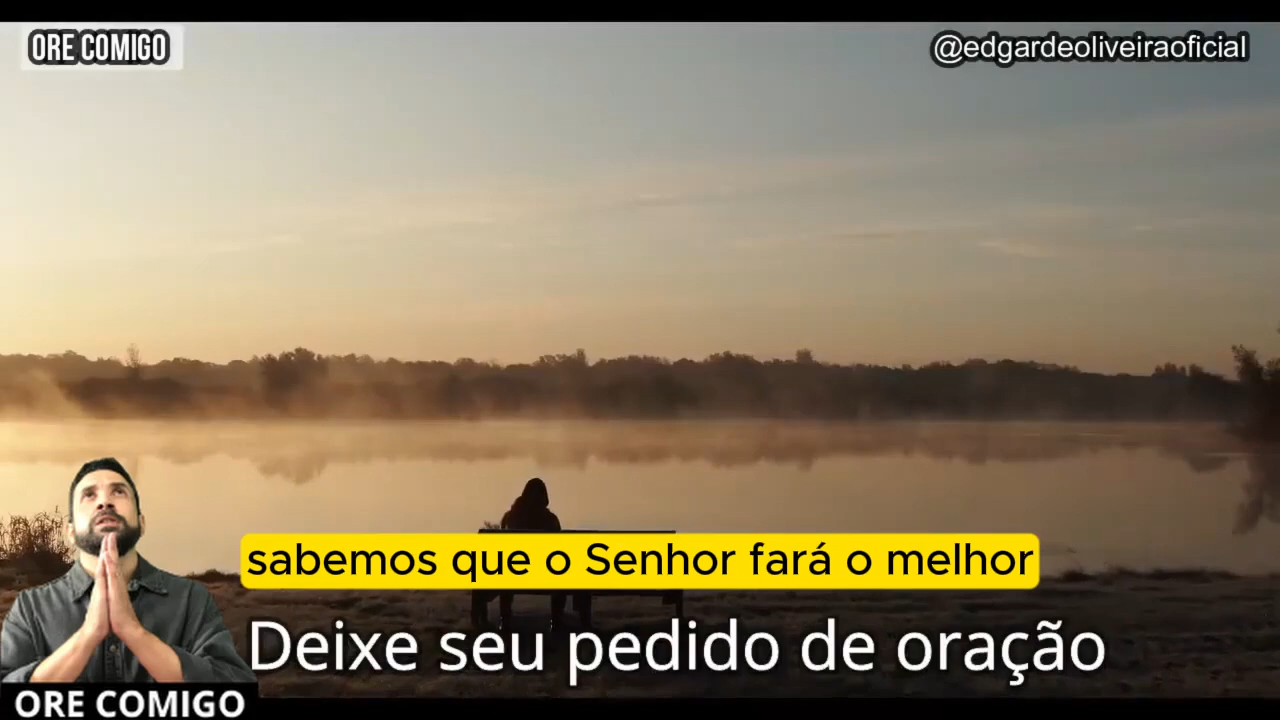 ORE COMIGO
@edgardeoliveiraoficial
sabemos que o Senhor fará o melhor
Deixe seu pedido de oração
ORE COMIGO